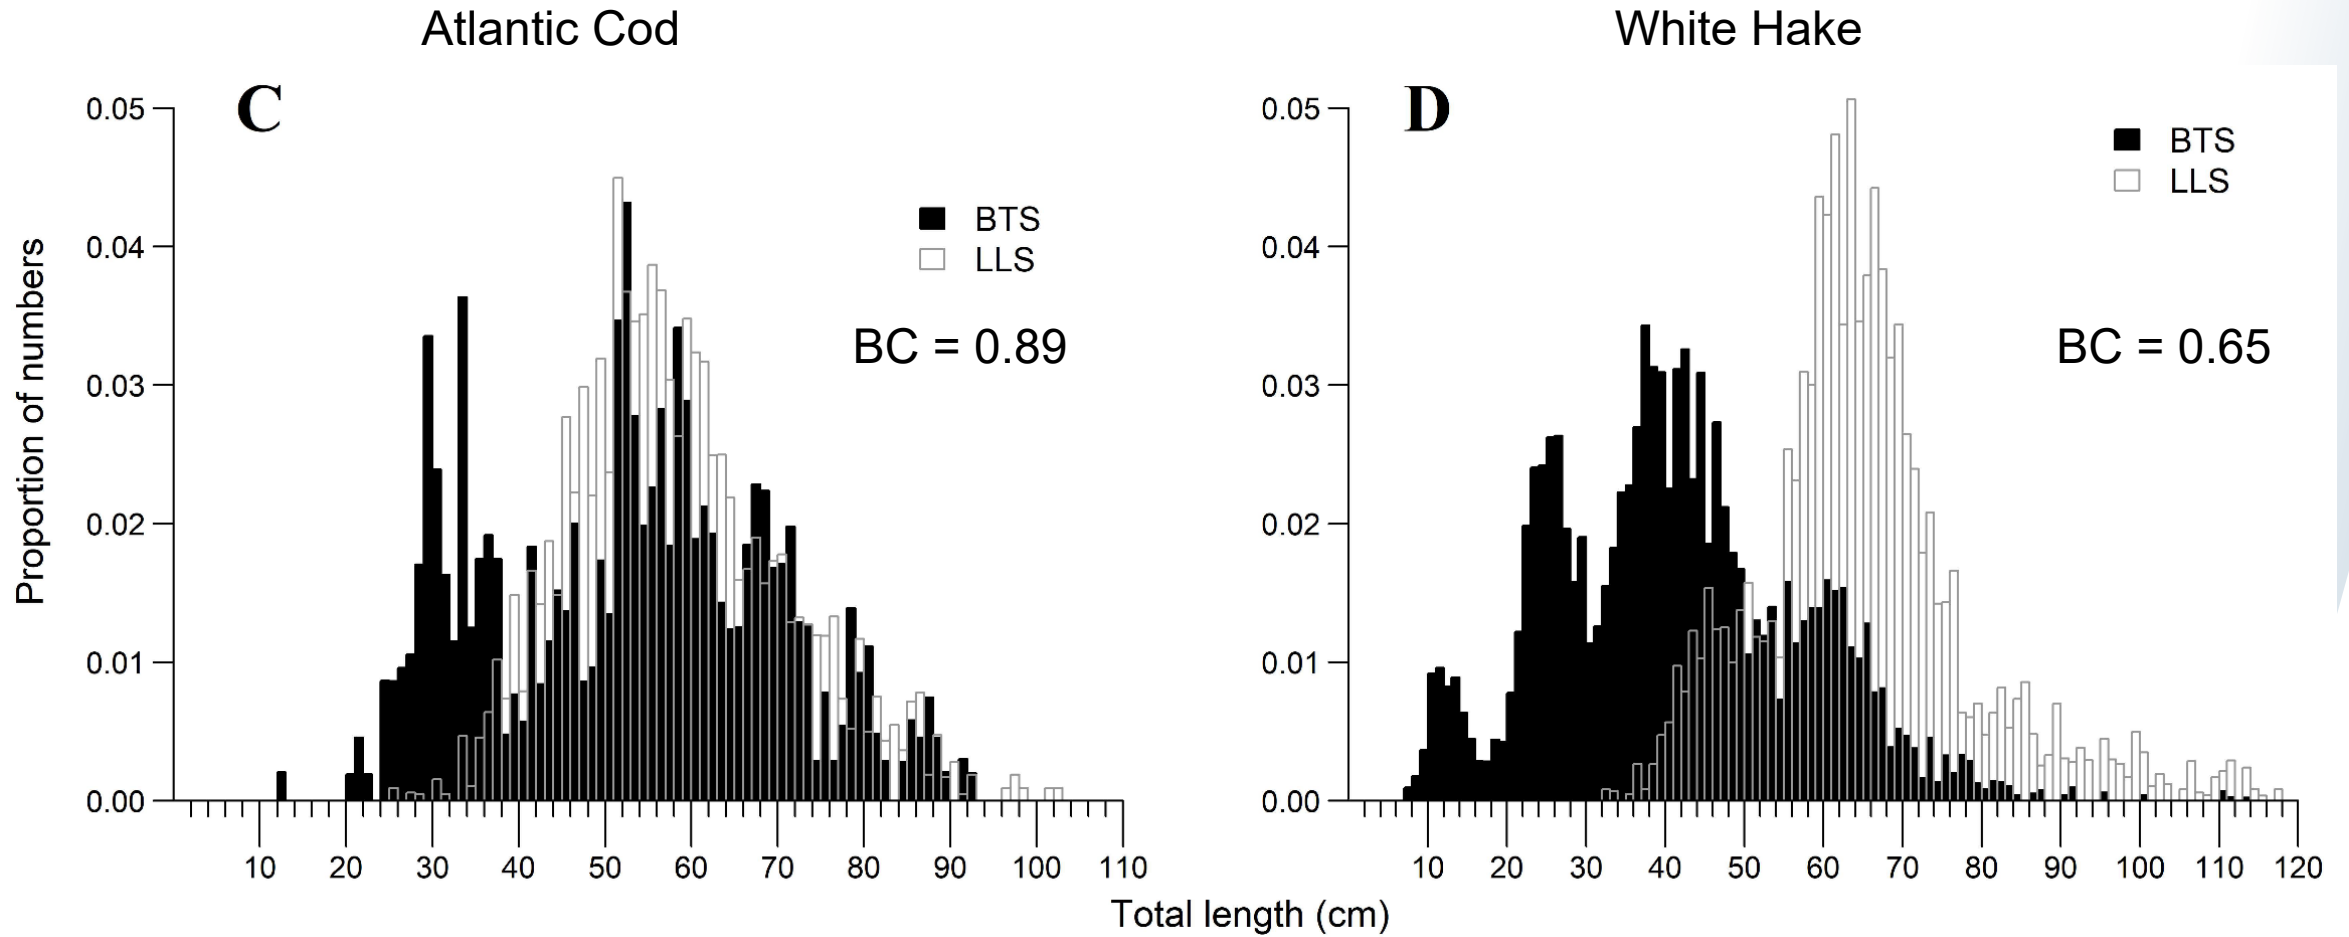 Atlantic Cod
C
0.05
0.04
0.03
0.02
0.01
0.00
Proportion of numbers
BTS
LLS
BC = 0.89
10 20 30 40 50 60 70 80 90 100 110
White Hake
D
0.05
0.04
0.03
0.02
0.01
0.00
BTS
LLS
BC = 0.65
10 20 30 40 50 60 70 80 90 100 110 120
Total length (cm)